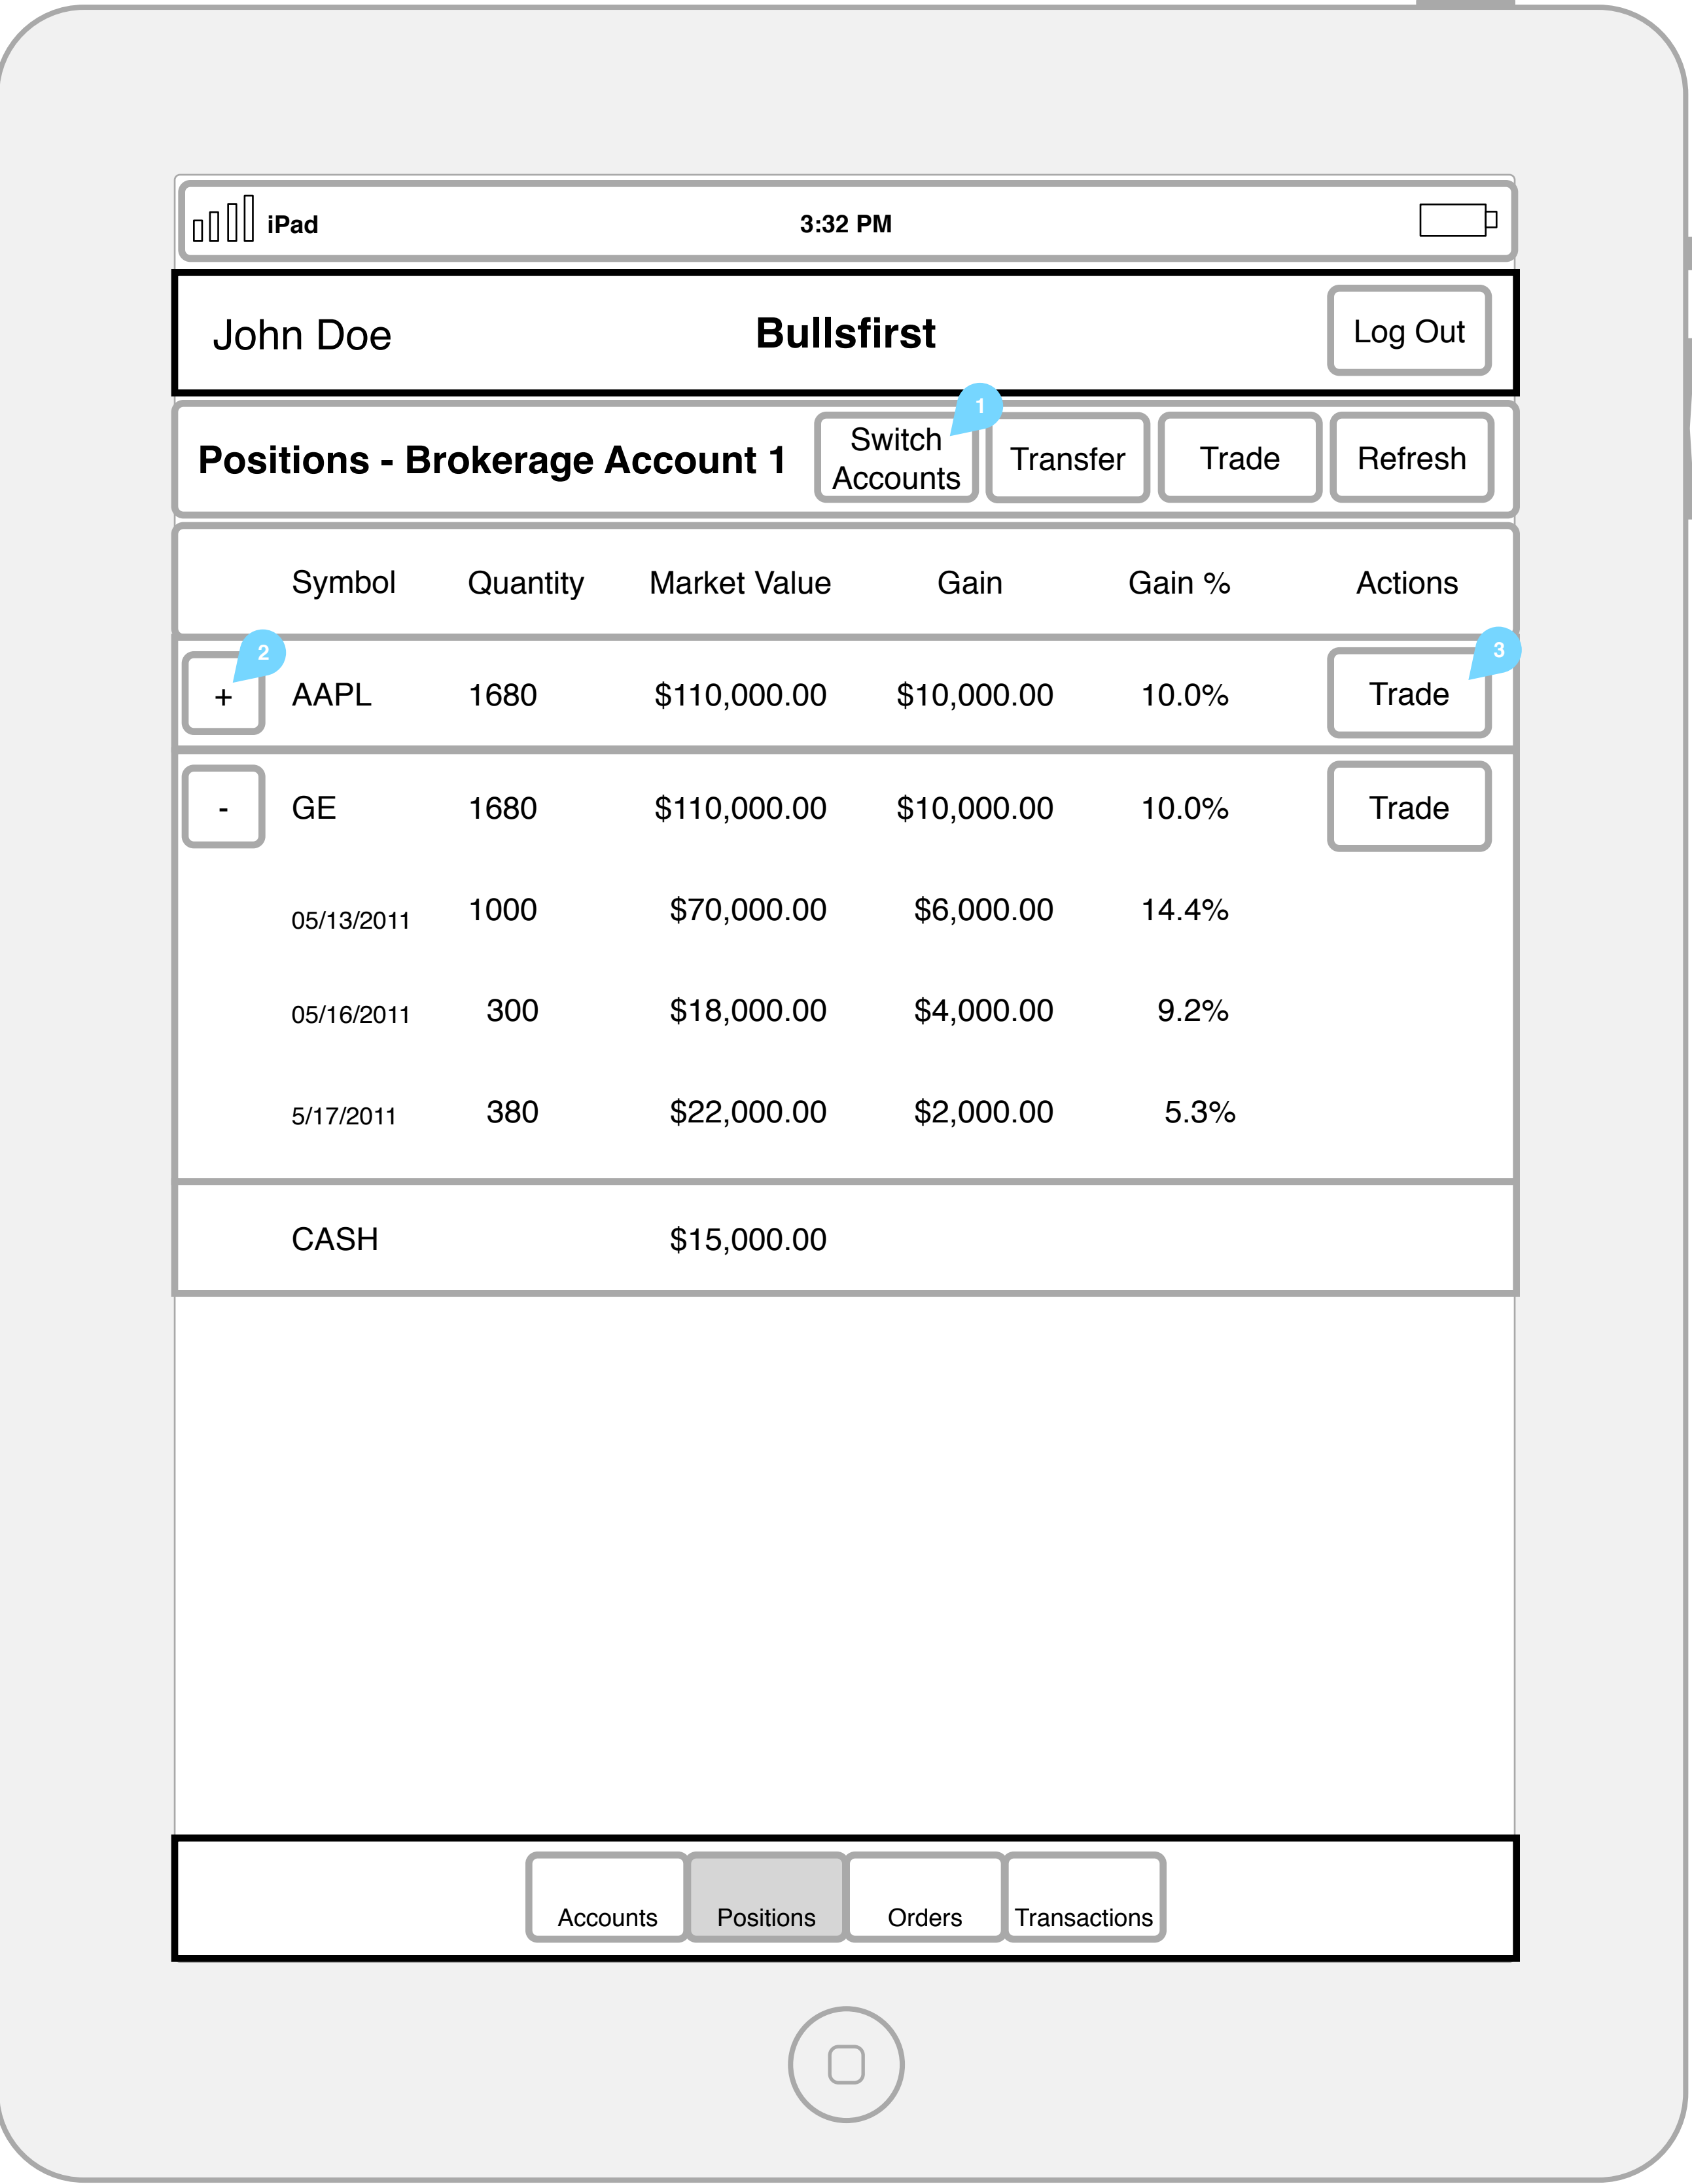 iPad 3:32 PM
John Doe Bullsfirst Log Out
1
Positions - Brokerage Account 1 Switch Accounts Transfer Trade Refresh
Symbol Quantity Market Value Gain Gain % Actions
2 3
+ AAPL 1680 $110,000.00 $10,000.00 10.0% Trade
- GE 1680 $110,000.00 $10,000.00 10.0% Trade
05/13/2011 1000 $70,000.00 $6,000.00 14.4%
05/16/2011 300 $18,000.00 $4,000.00 9.2%
5/17/2011 380 $22,000.00 $2,000.00 5.3%
CASH $15,000.00
Accounts Positions Orders Transactions